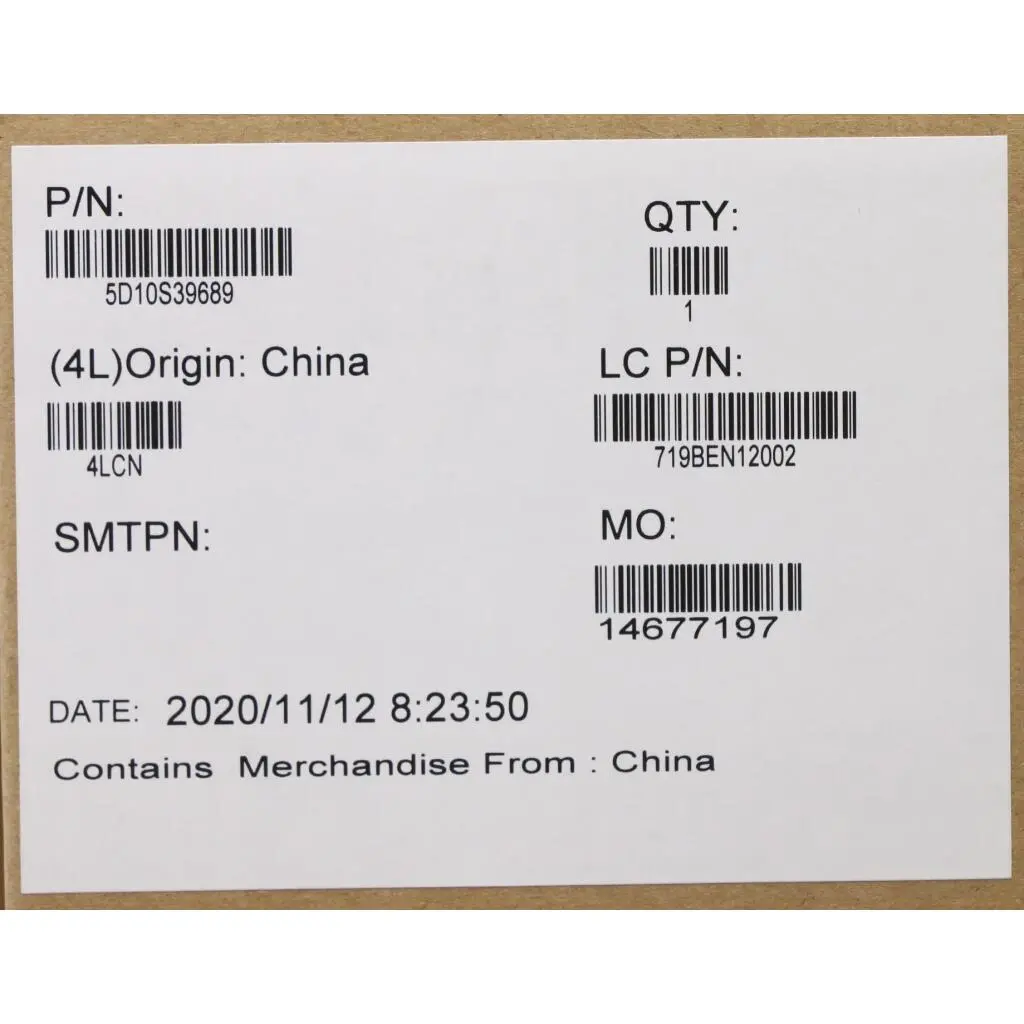 P/N:
5D10S39689
QTY:
1
(4L)Origin: China
4LCN
LC P/N:
719BEN12002
SMTPN:
MO:
14677197
DATE: 2020/11/12 8:23:50
Contains Merchandise From : China